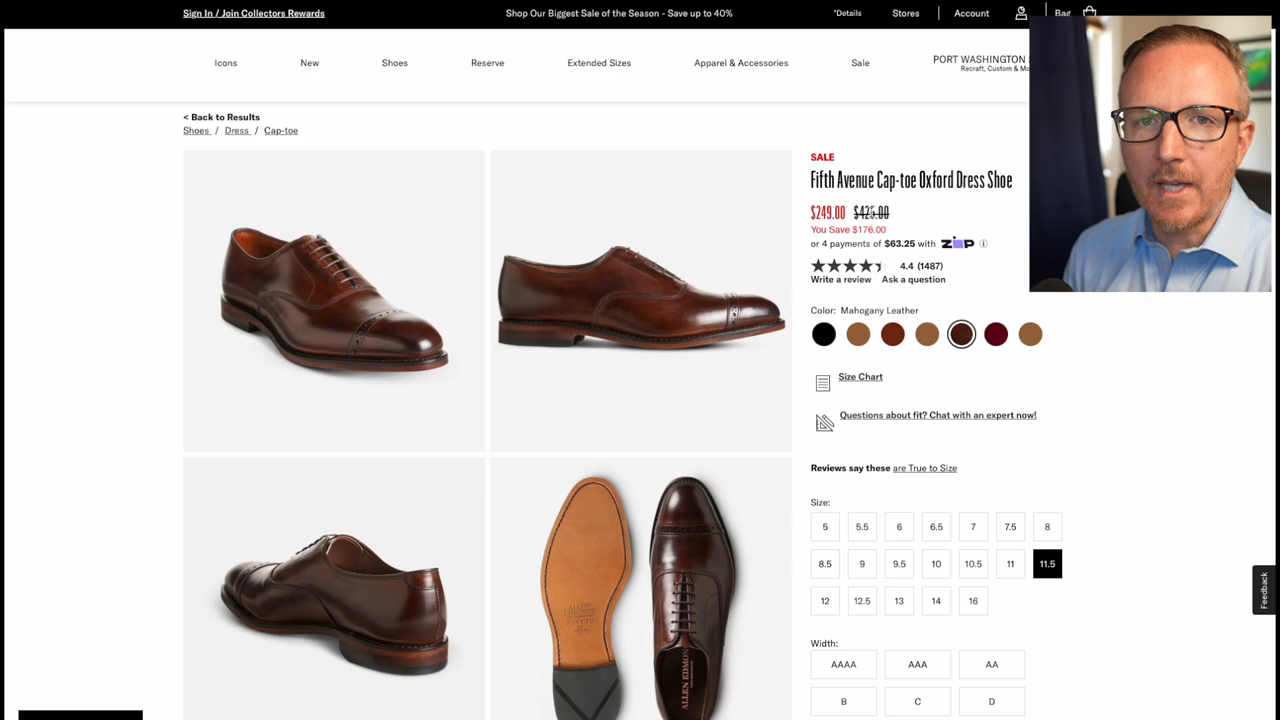 Sign In / Join Collectors Rewards
Shop Our Biggest Sale of the Season - Save up to 40%
*Details
Stores
Account
Bag
Icons
New
Shoes
Reserve
Extended Sizes
Apparel & Accessories
Sale
PORT WASHINGTON
Recraft, Custom &
< Back to Results
Shoes / Dress / Cap-toe
SALE
Fifth Avenue Cap-toe Oxford Dress Shoe
$249.00 $425.00
You Save $176.00
or 4 payments of $63.25 with ZIP
4.4 (1487)
Write a review Ask a question
Color: Mahogany Leather
Size Chart
Questions about fit? Chat with an expert now!
Reviews say these are True to Size
Size:
5 5.5 6 6.5 7 7.5 8
8.5 9 9.5 10 10.5 11 11.5
12 12.5 13 14 16
Width:
AAAA AAA AA
B C D
Feedback
ALLEN EDMON